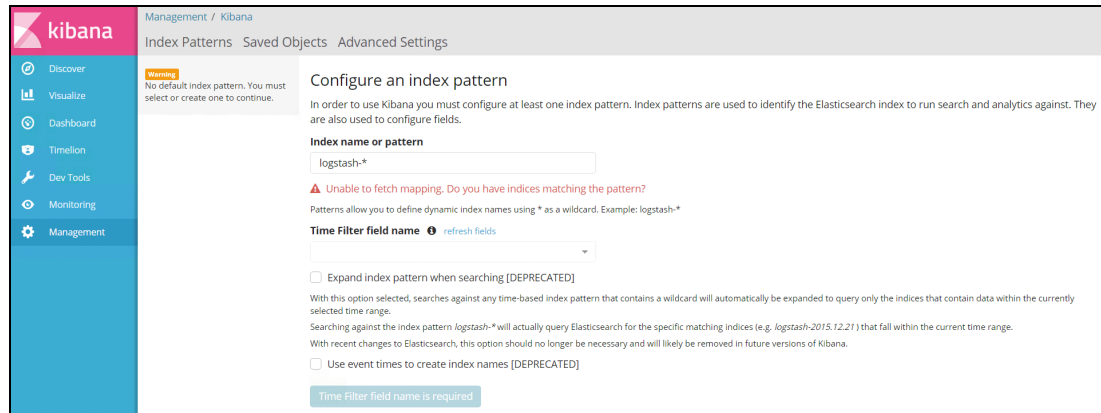 kibana
Management / Kibana
Index Patterns Saved Objects Advanced Settings
Discover
Visualize
Dashboard
Timelion
Dev Tools
Monitoring
Management
Warning
No default index pattern. You must
select or create one to continue.
Configure an index pattern
In order to use Kibana you must configure at least one index pattern. Index patterns are used to identify the Elasticsearch index to run search and analytics against. They
are also used to configure fields.
Index name or pattern
logstash-*
Unable to fetch mapping. Do you have indices matching the pattern?
Patterns allow you to define dynamic index names using * as a wildcard. Example: logstash-*
Time Filter field name refresh fields
Expand index pattern when searching [DEPRECATED]
With this option selected, searches against any time-based index pattern that contains a wildcard will automatically be expanded to query only the indices that contain data within the currently
selected time range.
Searching against the index pattern logstash-* will actually query Elasticsearch for the specific matching indices (e.g. logstash-2015.12.21 ) that fall within the current time range.
With recent changes to Elasticsearch, this option should no longer be necessary and will likely be removed in future versions of Kibana.
Use event times to create index names [DEPRECATED]
Time Filter field name is required